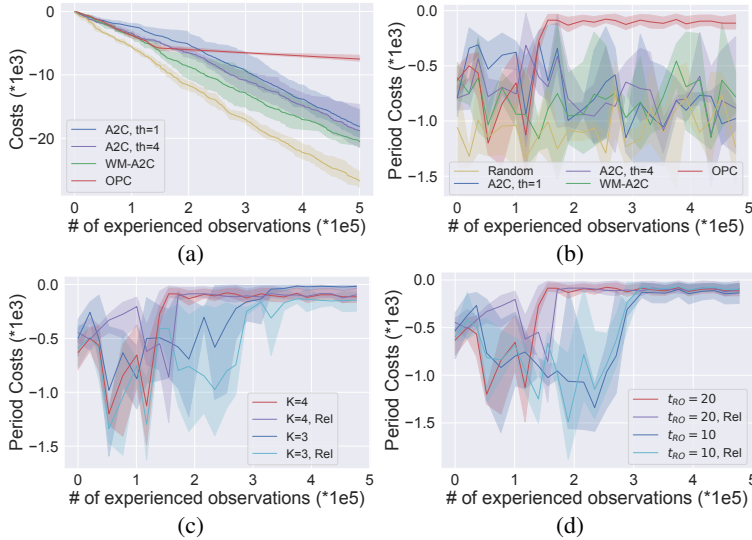 0
−10
−20
Costs (*1e3)
A2C, th=1
A2C, th=4
WM-A2C
OPC
0 1 2 3 4 5
# of experienced observations (*1e5)
(a)
0.0
−0.5
−1.0
−1.5
Period Costs (*1e3)
Random
A2C, th=1
A2C, th=4
WM-A2C
OPC
0 1 2 3 4 5
# of experienced observations (*1e5)
(b)
0.0
−0.5
−1.0
−1.5
Period Costs (*1e3)
K=4
K=4, Rel
K=3
K=3, Rel
0 1 2 3 4 5
# of experienced observations (*1e5)
(c)
0.0
−0.5
−1.0
−1.5
Period Costs (*1e3)
t_RO = 20
t_RO = 20, Rel
t_RO = 10
t_RO = 10, Rel
0 1 2 3 4 5
# of experienced observations (*1e5)
(d)